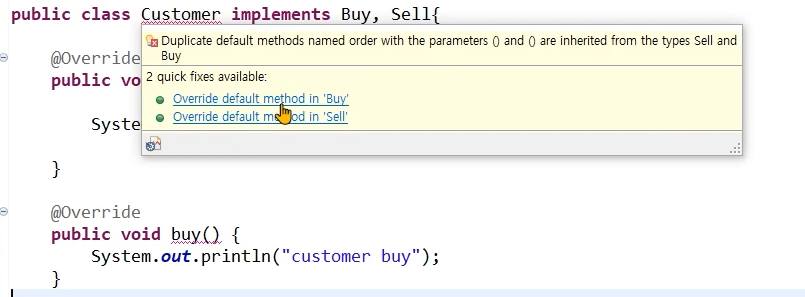 public class Customer implements Buy, Sell{
Duplicate default methods named order with the parameters () and () are inherited from the types Sell and
Buy
@Override
2 quick fixes available:
public vo
Override default method in 'Buy'
Override default method in 'Sell'
Syste
}
@Override
public void buy() {
System.out.println("customer buy");
}